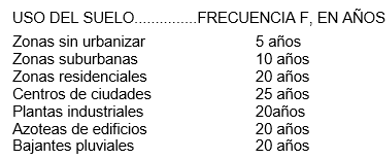 USO DEL SUELO...............FRECUENCIA F, EN AÑOS
Zonas sin urbanizar 5 años
Zonas suburbanas 10 años
Zonas residenciales 20 años
Centros de ciudades 25 años
Plantas industriales 20años
Azoteas de edificios 20 años
Bajantes pluviales 20 años